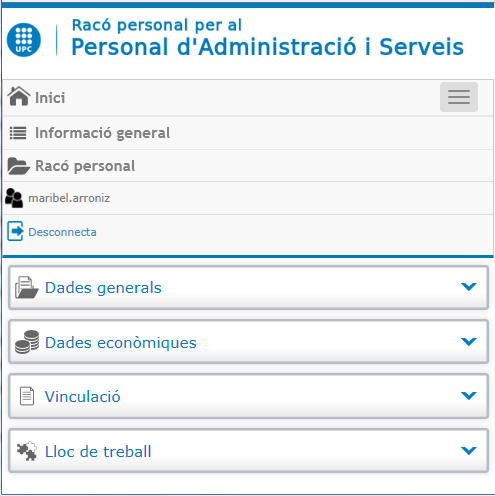 Racó personal per al
Personal d'Administració i Serveis
UPC
Inici
Informació general
Racó personal
maribel.arroniz
Desconnecta
Dades generals
Dades econòmiques
Vinculació
Lloc de treball